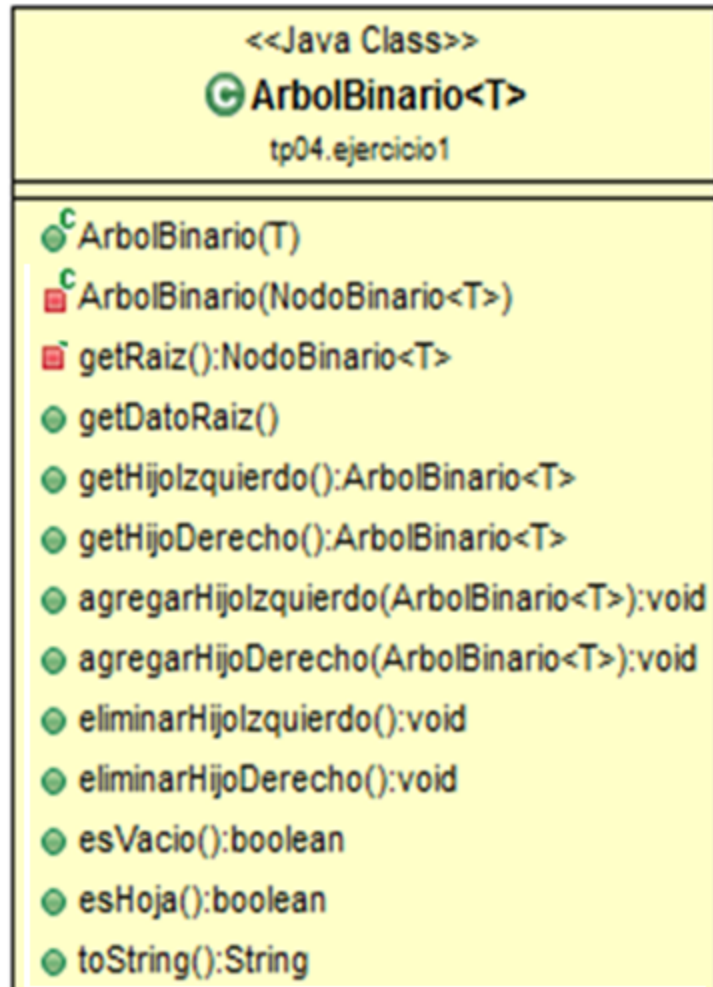 <<Java Class>>
C ArbolBinario<T>
tp04.ejercicio1
C ArbolBinario(T)
C ArbolBinario(NodoBinario<T>)
getRaiz():NodoBinario<T>
getDatoRaiz()
getHijoIzquierdo():ArbolBinario<T>
getHijoDerecho():ArbolBinario<T>
agregarHijoIzquierdo(ArbolBinario<T>):void
agregarHijoDerecho(ArbolBinario<T>):void
eliminarHijoIzquierdo():void
eliminarHijoDerecho():void
esVacio():boolean
esHoja():boolean
toString():String